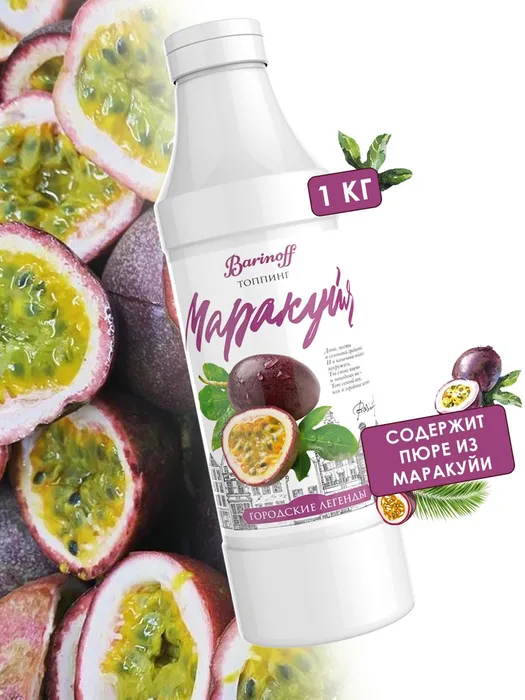 1 КГ
Barinoff
ТОППИНГ
Маракуйя
СОДЕРЖИТ
ПЮРЕ ИЗ
МАРАКУЙИ
ГОРОДСКИЕ ЛЕГЕНДЫ